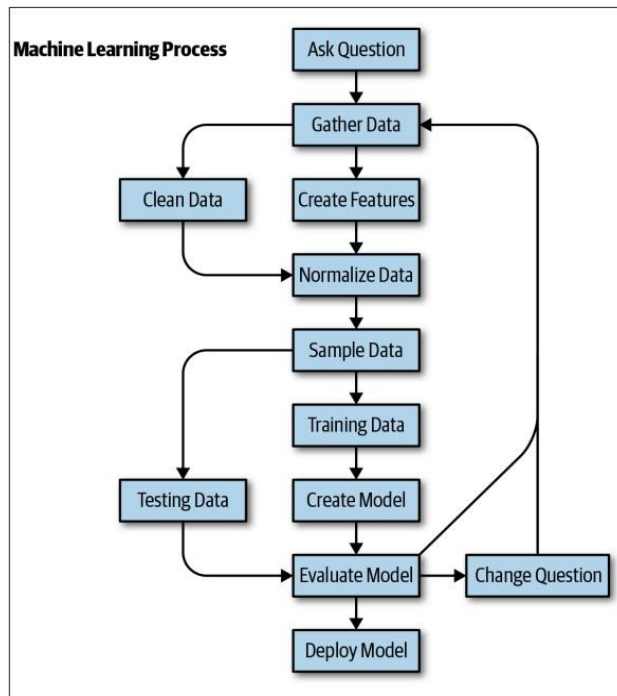 Machine Learning Process
Ask Question
Gather Data
Clean Data
Create Features
Normalize Data
Sample Data
Training Data
Testing Data
Create Model
Evaluate Model
Change Question
Deploy Model